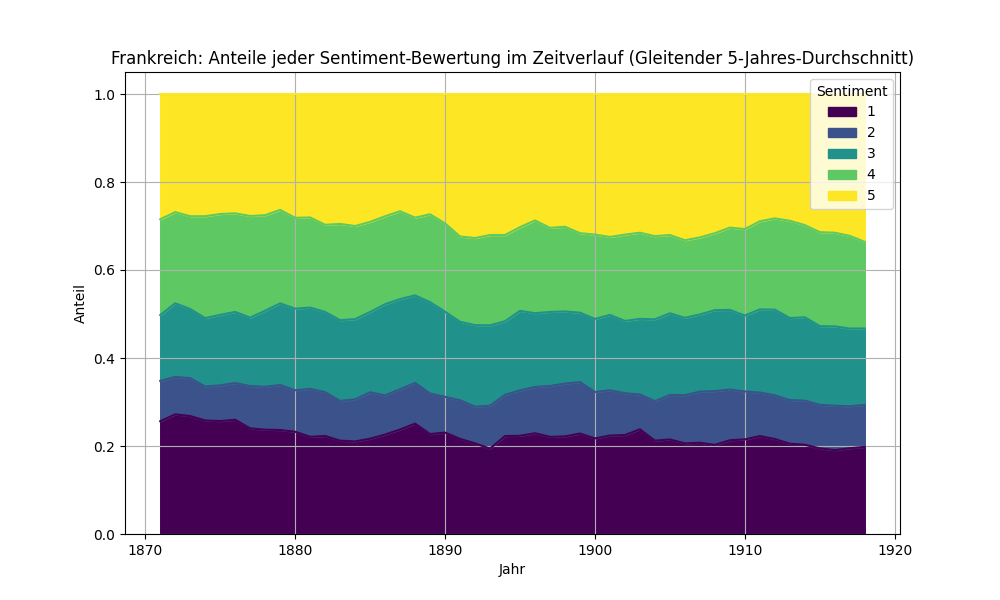 Frankreich: Anteile jeder Sentiment-Bewertung im Zeitverlauf (Gleitender 5-Jahres-Durchschnitt)
Sentiment
1
2
3
4
5
Anteil
1.0
0.8
0.6
0.4
0.2
0.0
1870 1880 1890 1900 1910 1920
Jahr